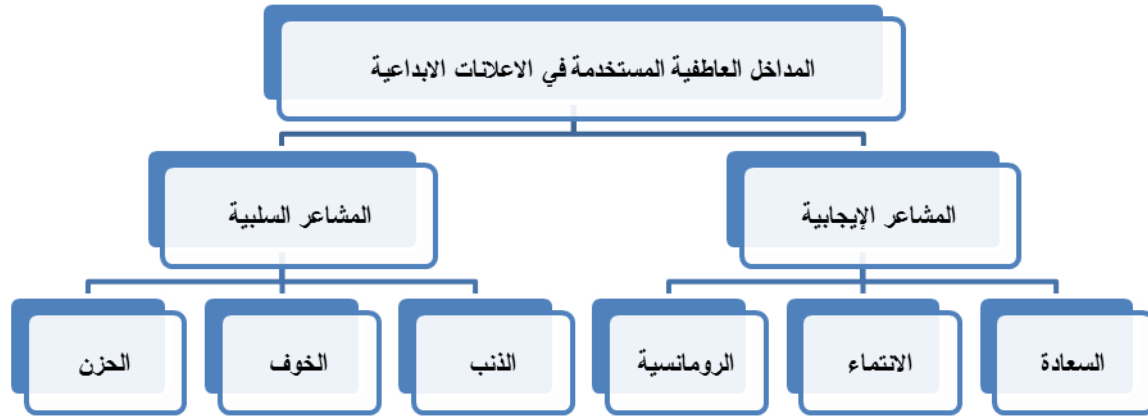 المداخل العاطفية المستخدمة في الاعلانات الابداعية
المشاعر الإيجابية
المشاعر السلبية
السعادة
الانتماء
الرومانسية
الذنب
الخوف
الحزن